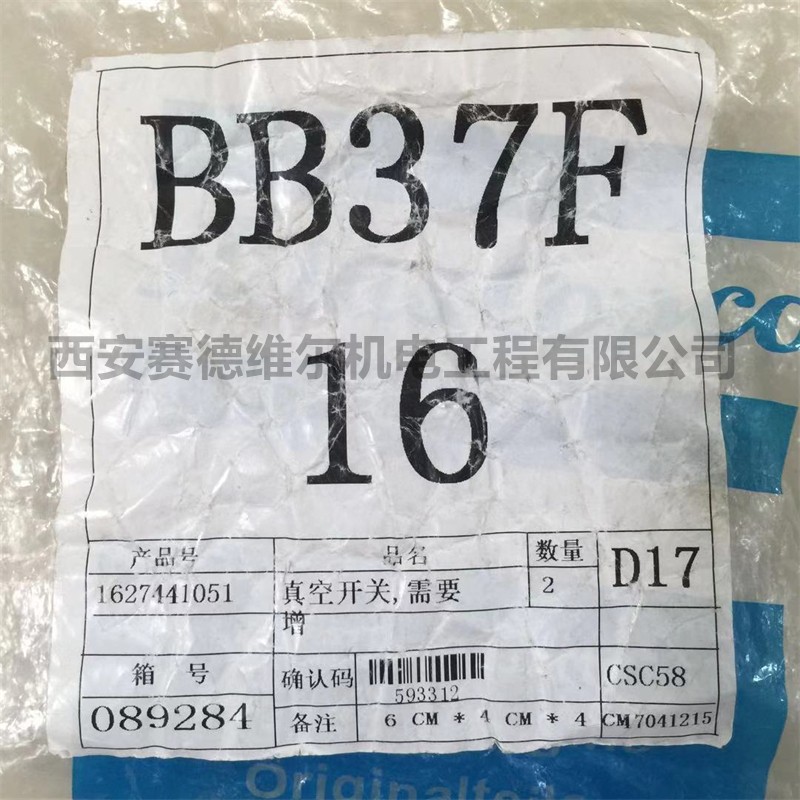 BB37F
co
西安赛德维尔机电工程有限公司
16
产品号 品名 数量 D17
1627441051 真空开关,需要 2
增
箱 号 确认码 CSC58
593312
089284 备注 6 CM * 4 CM * 4 CM7041215